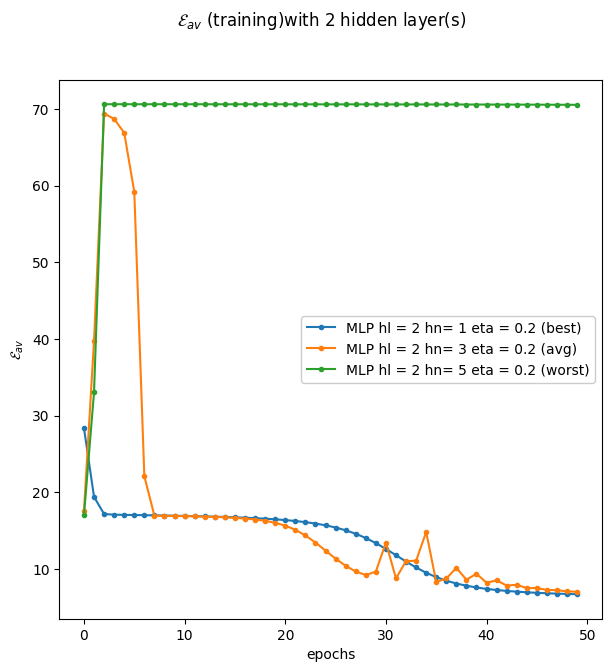 ℰav (training)with 2 hidden layer(s)
70
60
50
40
30
20
10
ℰav
MLP hl = 2 hn= 1 eta = 0.2 (best)
MLP hl = 2 hn= 3 eta = 0.2 (avg)
MLP hl = 2 hn= 5 eta = 0.2 (worst)
0 10 20 30 40 50
epochs